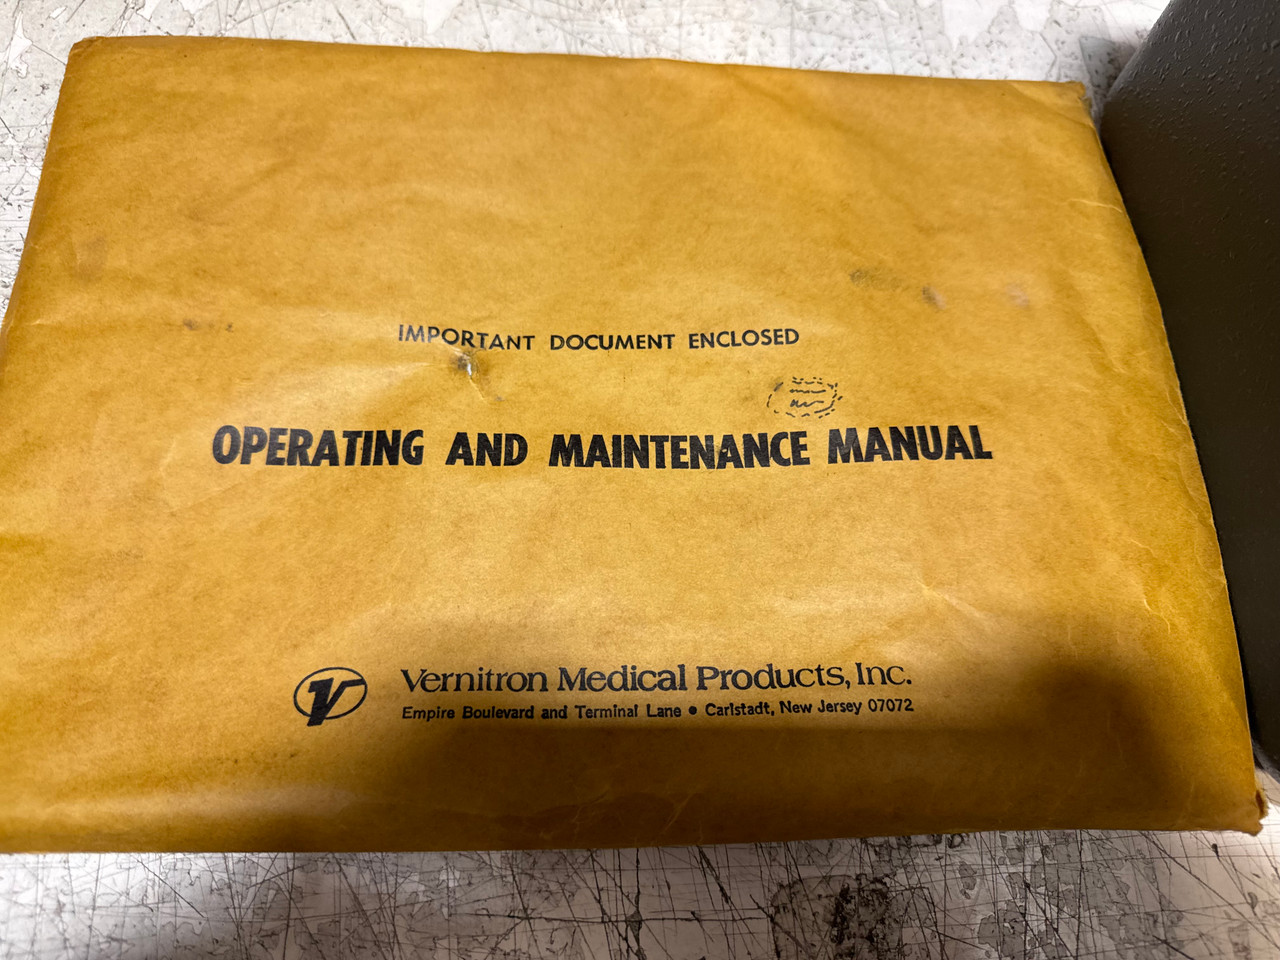 IMPORTANT DOCUMENT ENCLOSED
OPERATING AND MAINTENANCE MANUAL
Vernitron Medical Products, Inc.
Empire Boulevard and Terminal Lane • Carlstadt, New Jersey 07072